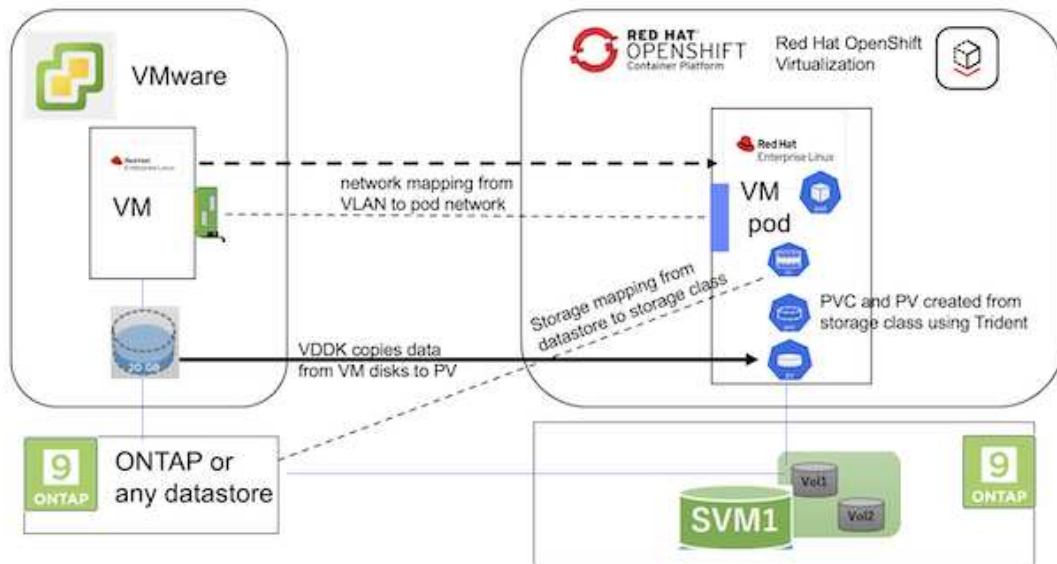 VMware
RED HAT
OPENSHIFT
Container Platform
Red Hat OpenShift
Virtualization
Red Hat
Enterprise Linux
VM
network mapping from
VLAN to pod network
Red Hat
Enterprise Linux
VM
pod
Storage mapping from
datastore to storage class
PVC and PV created from
storage class using Trident
30 GB
VDDK copies data
from VM disks to PV
9
ONTAP
ONTAP or
any datastore
SVM1
Vol1
Vol2
9
ONTAP